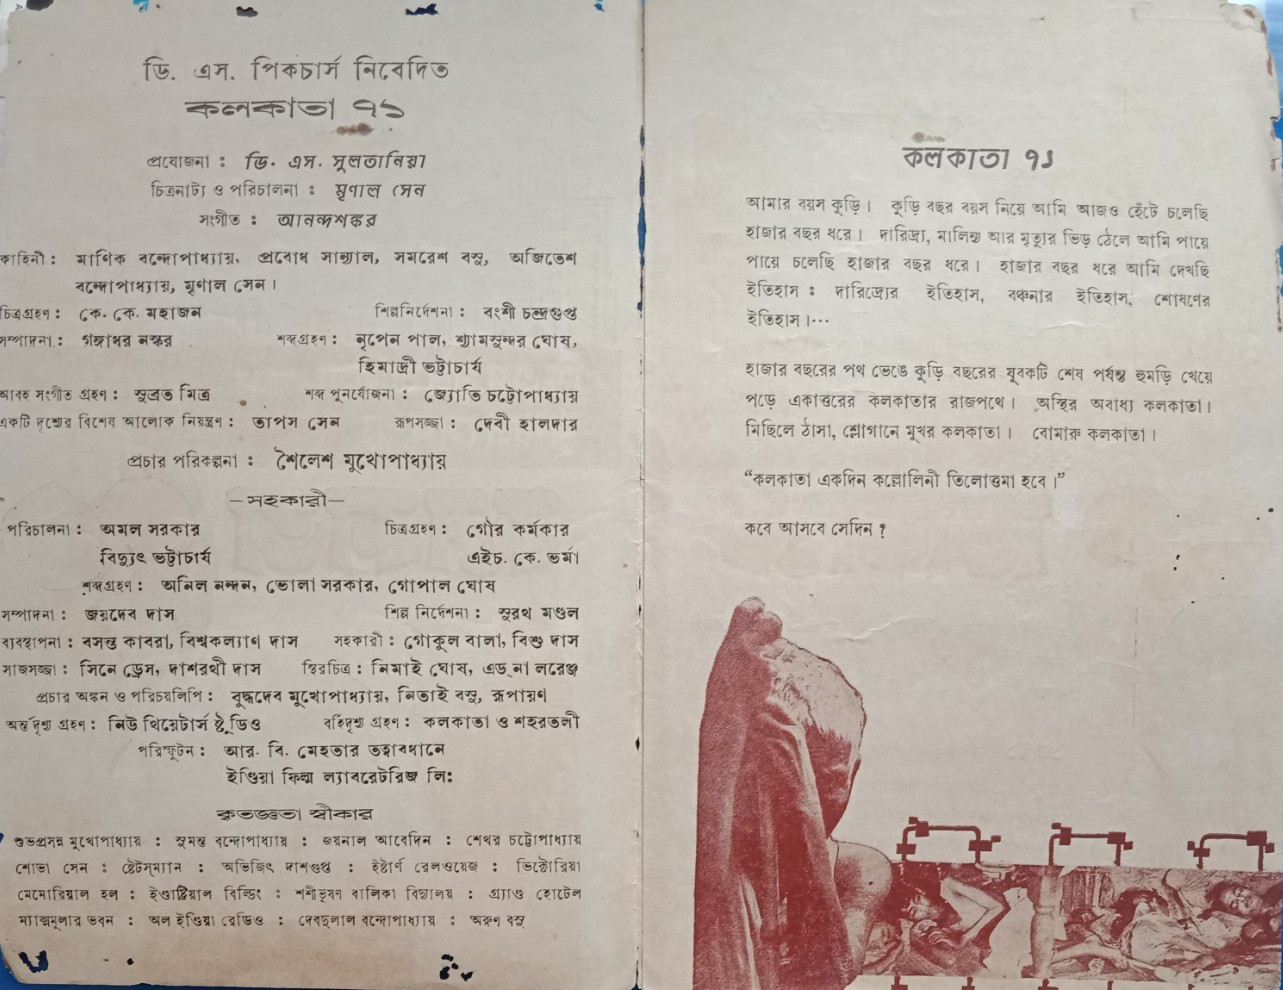 ডি. এস. পিকচার্স নিবেদিত
কলকাতা ৭১
প্রযোজনা : ডি. এস. সুলতানিয়া
চিত্রনাট্য ও পরিচালনা : মৃণাল সেন
সংগীত : আনন্দশঙ্কর
কাহিনী : মাণিক বন্দোপাধ্যায়, প্রবোধ সান্যাল, সমরেশ বসু, অজিতেশ
বন্দোপাধ্যায়, মৃণাল সেন।
চিত্রগ্রহণ : কে. কে. মহাজন শিল্পনির্দেশনা : বংশী চন্দ্রগুপ্ত
সম্পাদনা : গঙ্গাধর নস্কর শব্দগ্রহণ : নৃপেন পাল, শ্যামসুন্দর ঘোষ,
হিমাদ্রী ভট্টাচার্য
আবহ সংগীত গ্রহণ : সুব্রত মিত্র শব্দ পুনর্যোজনা : জ্যোতি চট্টোপাধ্যায়
একটি দৃশ্যের বিশেষ আলোক নিয়ন্ত্রণ : তাপস সেন রূপসজ্জা : দেবী হালদার
প্রচার পরিকল্পনা : শৈলেশ মুখোপাধ্যায়
—সহকারী—
পরিচালনা : অমল সরকার চিত্রগ্রহণ : গৌর কর্মকার
বিদ্যুৎ ভট্টাচার্য এইচ. কে. ভর্মা
শব্দগ্রহণ : অনিল নন্দন, ভোলা সরকার, গোপাল ঘোষ
সম্পাদনা : জয়দেব দাস শিল্প নির্দেশনা : সুরথ মণ্ডল
ব্যবস্থাপনা : বসন্ত কাবরা, বিশ্বকল্যাণ দাস সহকারী : গোকুল বালা, বিশু দাস
সাজসজ্জা : সিনে ড্রেস, দাশরথী দাস স্থিরচিত্র : নিমাই ঘোষ, এড্‌না লরেঞ্জ
প্রচার অঙ্কন ও পরিচয়লিপি : বুদ্ধদেব মুখোপাধ্যায়, নিতাই বসু, রূপায়ণ
অর্ন্তদৃশ্য গ্রহণ : নিউ থিয়েটার্স ষ্টুডিও বর্হিদৃশ্য গ্রহণ : কলকাতা ও শহরতলী
পরিস্ফুটন : আর. বি. মেহতার তত্বাবধানে
ইণ্ডিয়া ফিল্ম ল্যাবরেটরিজ লিঃ
কৃতজ্ঞতা স্বীকার
শুভপ্রসন্ন মুখোপাধ্যায় : সুমন্ত বন্দোপাধ্যায় : জয়নাল আবেদিন : শেখর চট্টোপাধ্যায়
শোভা সেন : ষ্টেটস্‌ম্যান : অভিজিৎ দাশগুপ্ত : ইষ্টার্ণ রেলওয়েজ : ভিক্টোরিয়া
মেমোরিয়াল হল : ইণ্ডাষ্ট্রিয়াল বিল্ডিং : শশীভূষণ বালিকা বিদ্যালয় : গ্র্যাণ্ড হোটেল
ম্যাক্সমূলার ভবন : অল ইণ্ডিয়া রেডিও : দেবদুলাল বন্দোপাধ্যায় : অরুণ বসু
কলকাতা ৭১
আমার বয়স কুড়ি। কুড়ি বছর বয়স নিয়ে আমি আজও হেঁটে চলেছি
হাজার বছর ধরে। দারিদ্র্য, মালিন্য আর মৃত্যুর ভিড় ঠেলে আমি পায়ে
পায়ে চলেছি হাজার বছর ধরে। হাজার বছর ধরে আমি দেখছি
ইতিহাস : দারিদ্র্যের ইতিহাস, বঞ্চনার ইতিহাস, শোষণের
ইতিহাস।...
হাজার বছরের পথ ভেঙে কুড়ি বছরের যুবকটি শেষ পর্যন্ত হুমড়ি খেয়ে
পড়ে একাত্তরের কলকাতার রাজপথে। অস্থির অবাধ্য কলকাতা।
মিছিলে ঠাসা, শ্লোগানে মুখর কলকাতা। বোমারু কলকাতা।
“কলকাতা একদিন কল্লোলিনী তিলোত্তমা হবে।”
কবে আসবে সেদিন ?